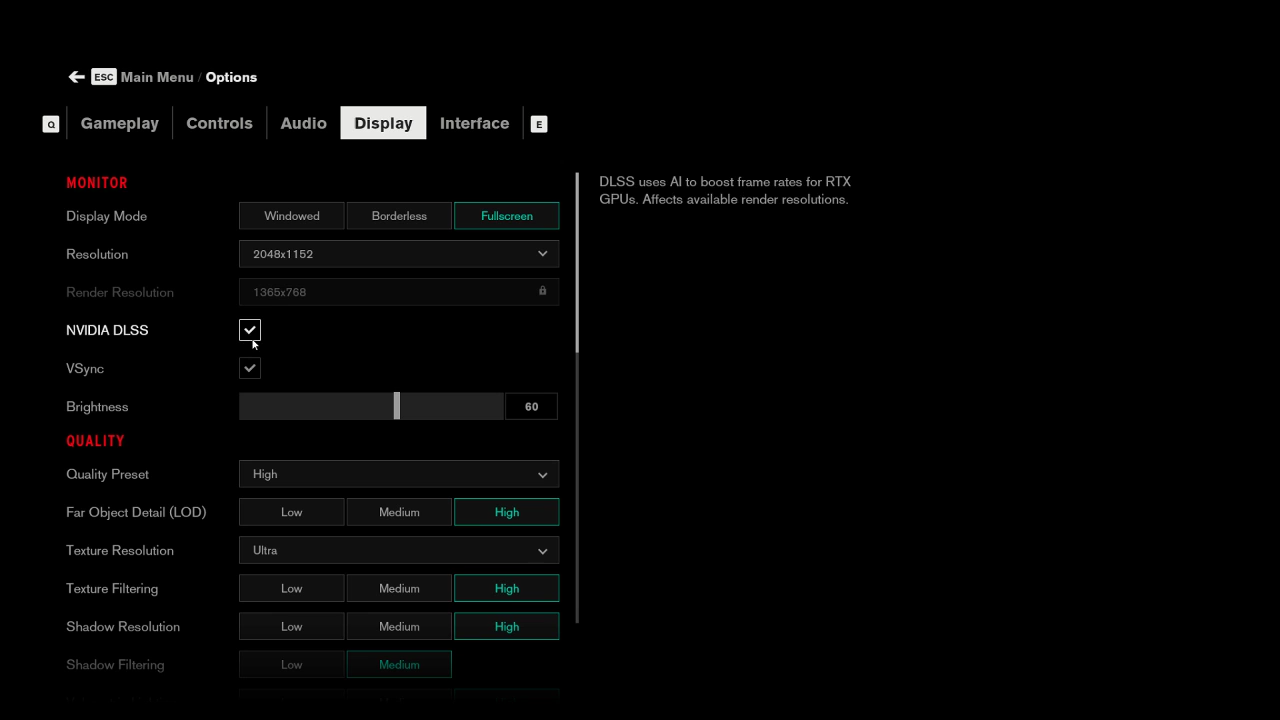 ESC Main Menu / Options
Q Gameplay Controls Audio Display Interface E
MONITOR
Display Mode Windowed Borderless Fullscreen
Resolution 2048x1152
Render Resolution 1365x768
NVIDIA DLSS
VSync
Brightness 60
QUALITY
Quality Preset High
Far Object Detail (LOD) Low Medium High
Texture Resolution Ultra
Texture Filtering Low Medium High
Shadow Resolution Low Medium High
Shadow Filtering Low Medium
DLSS uses AI to boost frame rates for RTX
GPUs. Affects available render resolutions.